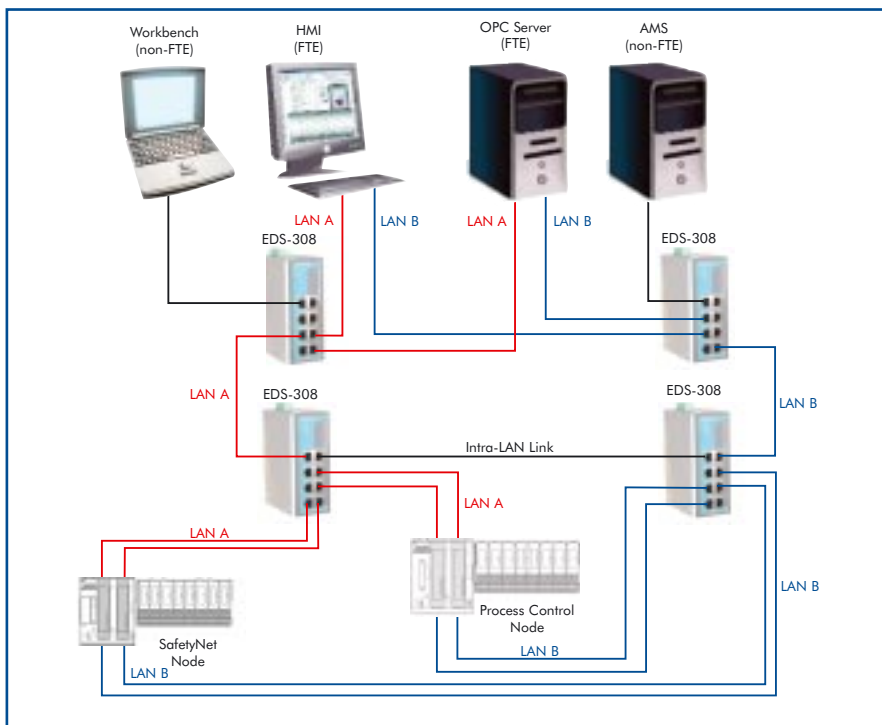 Workbench
(non-FTE)
HMI
(FTE)
OPC Server
(FTE)
AMS
(non-FTE)
LAN A
LAN B
LAN A
LAN B
EDS-308
EDS-308
LAN A
EDS-308
EDS-308
LAN B
Intra-LAN Link
LAN A
LAN A
LAN B
Process Control
Node
SafetyNet
Node
LAN B
LAN B